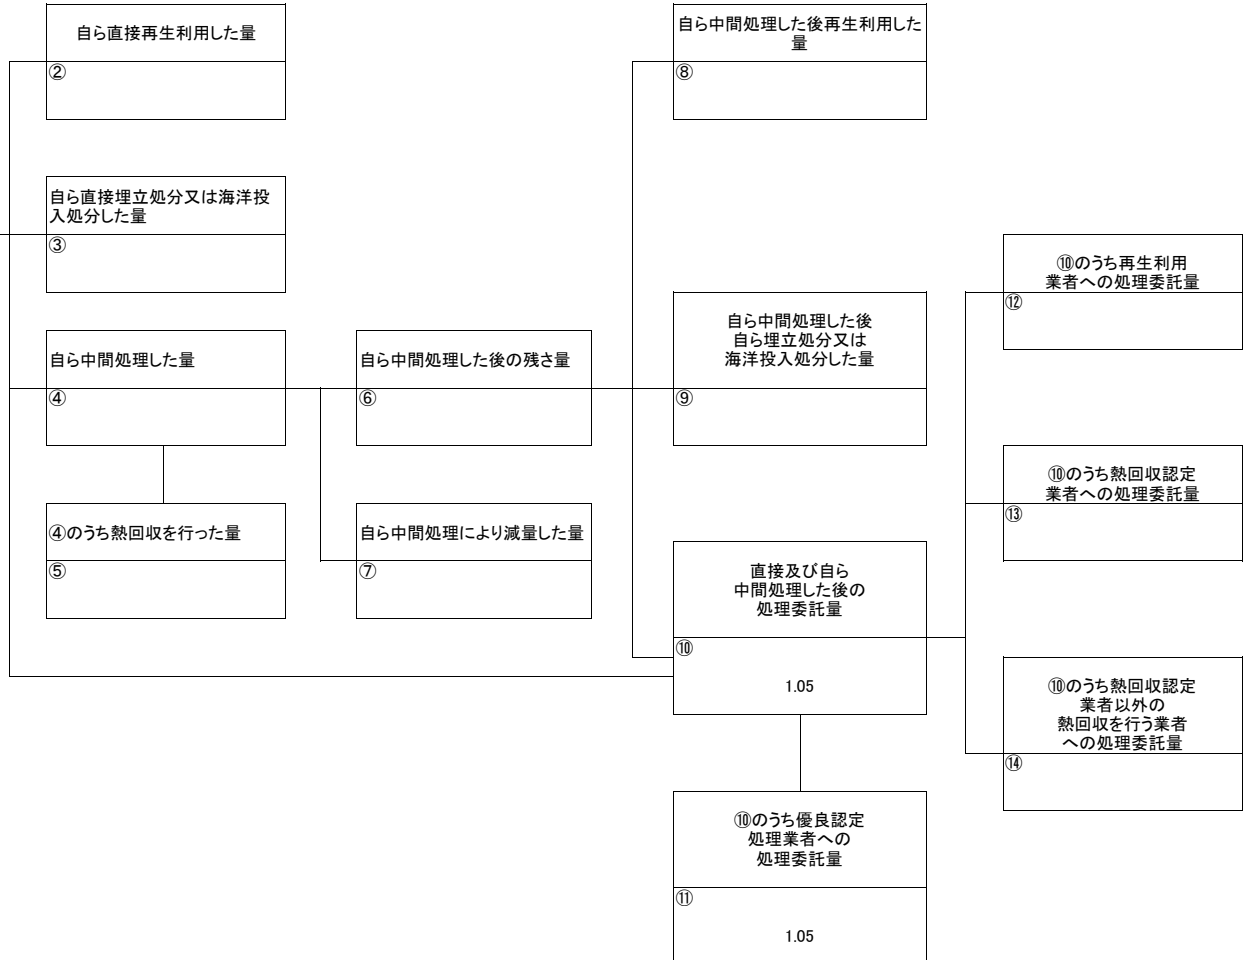 自ら直接再生利用した量
②
自ら直接埋立処分又は海洋投
入処分した量
③
自ら中間処理した量
④
④のうち熱回収を行った量
⑤
自ら中間処理した後の残さ量
⑥
自ら中間処理により減量した量
⑦
自ら中間処理した後再生利用した
量
⑧
自ら中間処理した後
自ら埋立処分又は
海洋投入処分した量
⑨
直接及び自ら
中間処理した後の
処理委託量
⑩
1.05
⑩のうち優良認定
処理業者への
処理委託量
⑪
1.05
⑩のうち再生利用
業者への処理委託量
⑫
⑩のうち熱回収認定
業者への処理委託量
⑬
⑩のうち熱回収認定
業者以外の
熱回収を行う業者
への処理委託量
⑭